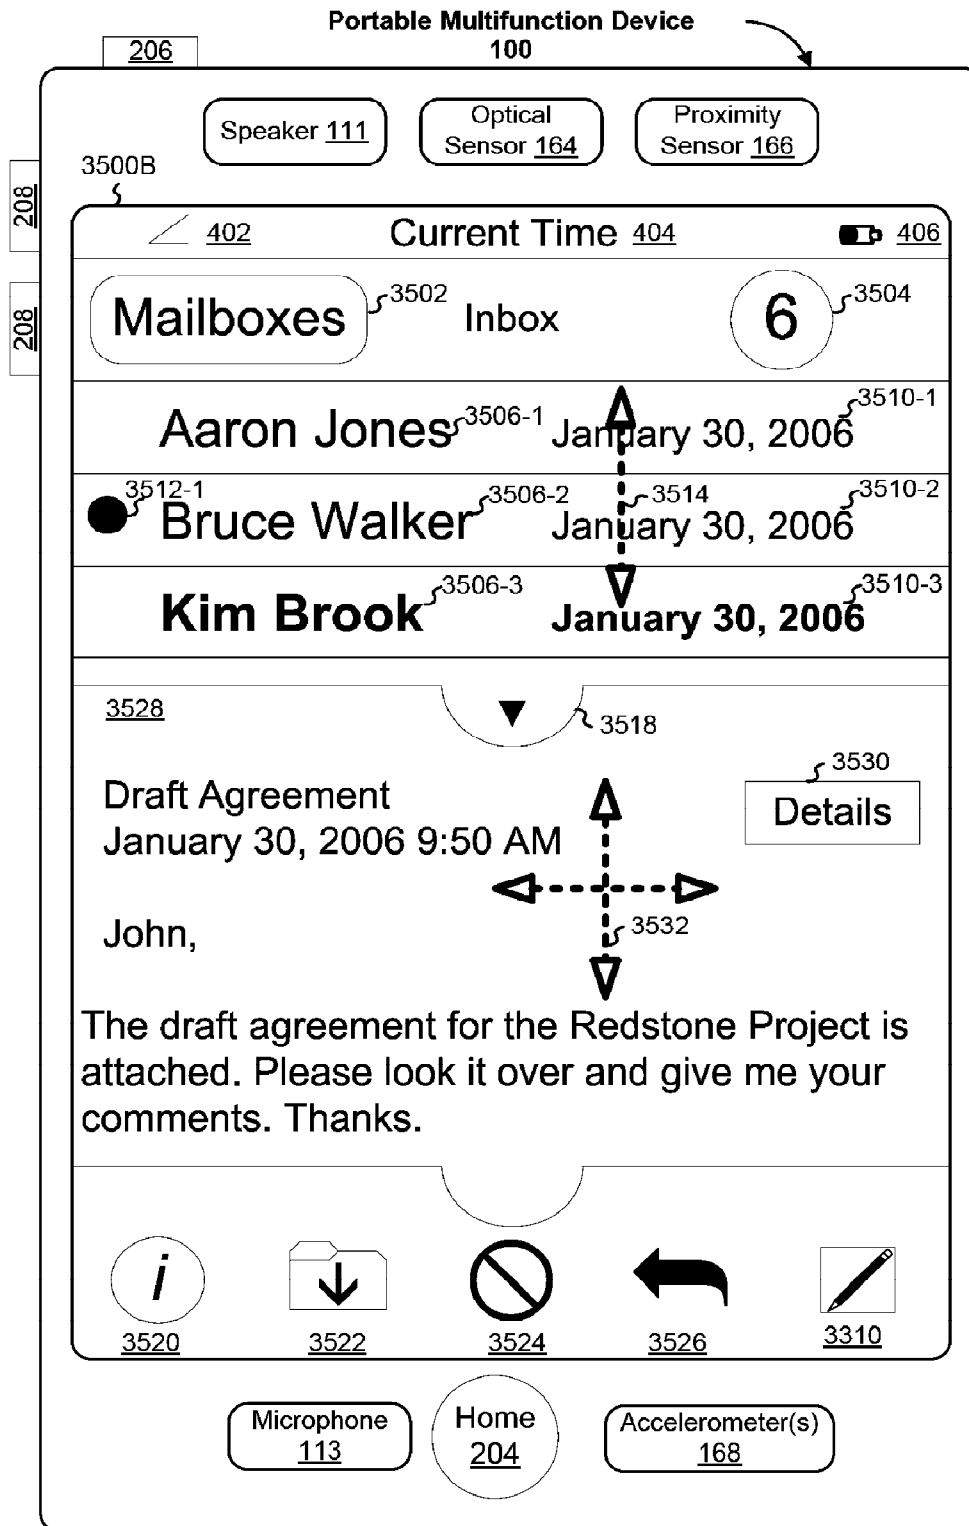 Portable Multifunction Device
100
206
Speaker 111
Optical
Sensor 164
Proximity
Sensor 166
3500B
208
208
402
Current Time 404
406
Mailboxes
3502
Inbox
6
3504
Aaron Jones
3506-1
January 30, 2006
3510-1
3512-1
Bruce Walker
3506-2
3514
January 30, 2006
3510-2
Kim Brook
3506-3
January 30, 2006
3510-3
3528
3518
3530
Draft Agreement
Details
January 30, 2006 9:50 AM
John,
3532
The draft agreement for the Redstone Project is
attached. Please look it over and give me your
comments. Thanks.
i
3520
3522
3524
3526
3310
Microphone
113
Home
204
Accelerometer(s)
168